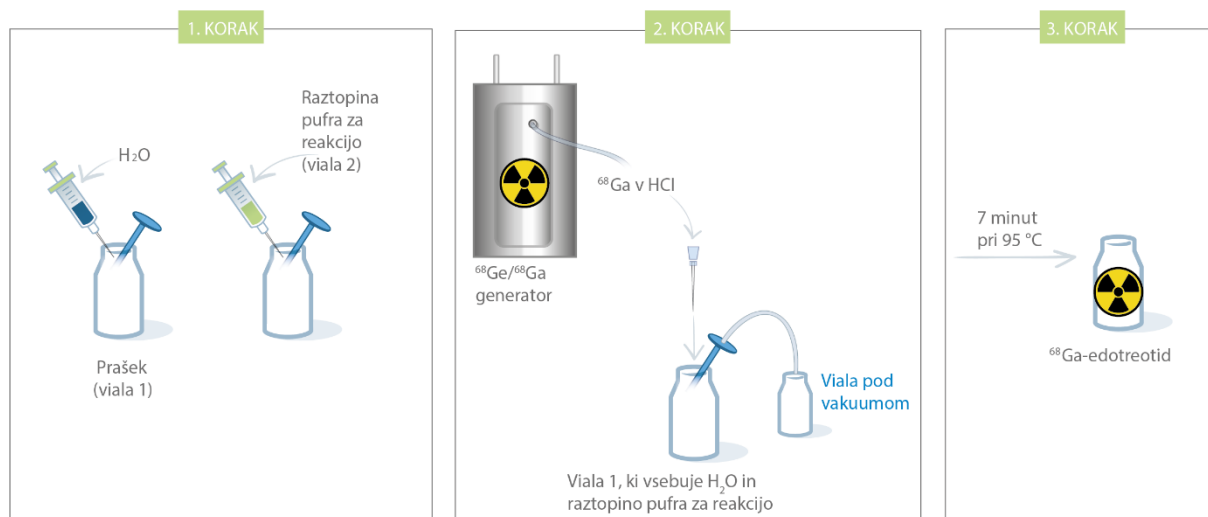 1. KORAK
H₂O
Raztopina
pufra za
reakcijo
(viala 2)
Prašek
(viala 1)
2. KORAK
⁶⁸Ga v HCl
⁶⁸Ge/⁶⁸Ga
generator
Viala pod
vakuumom
Viala 1, ki vsebuje H₂O in
raztopino pufra za reakcijo
3. KORAK
7 minut
pri 95 °C
⁶⁸Ga-edotreotid